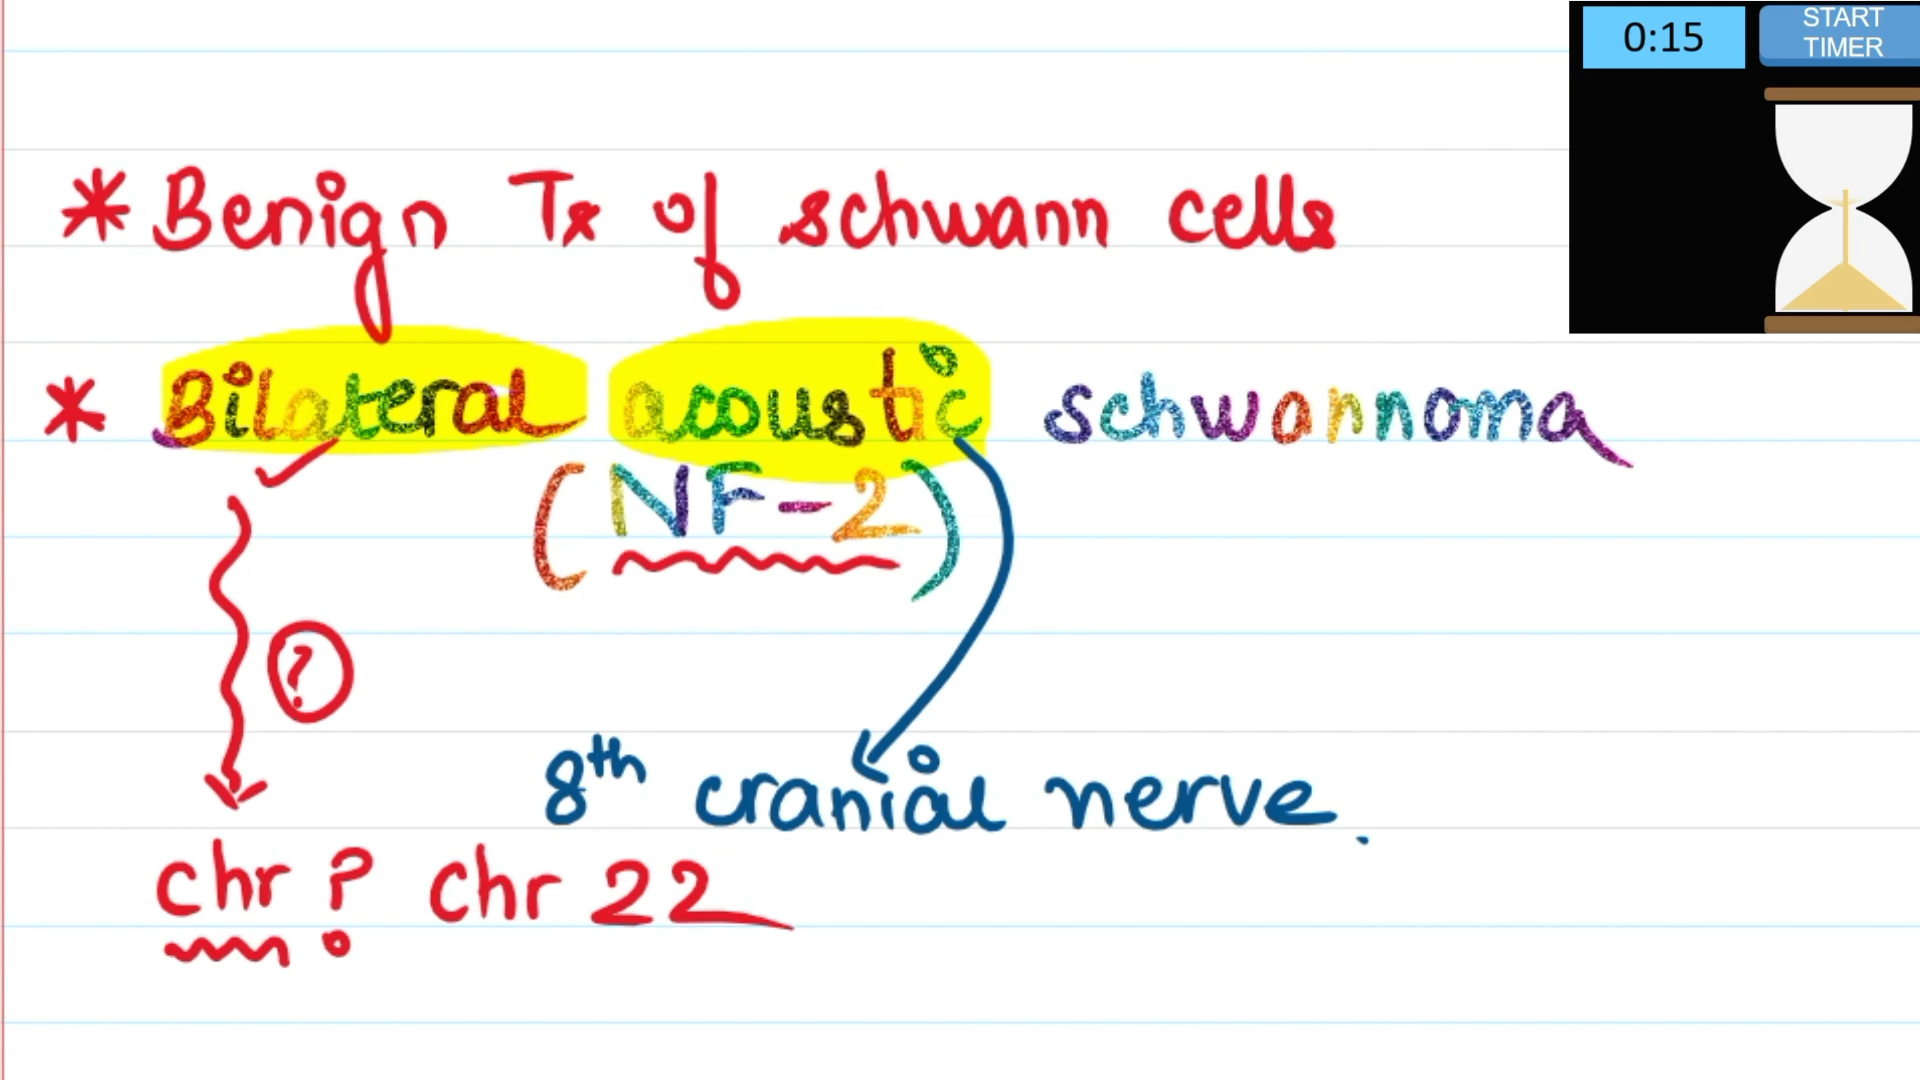 0:15
START
TIMER
* Benign Tx of schwann cells
* Bilateral acoustic schwannoma
(NF-2)
?
8th cranial nerve.
chr ? chr 22